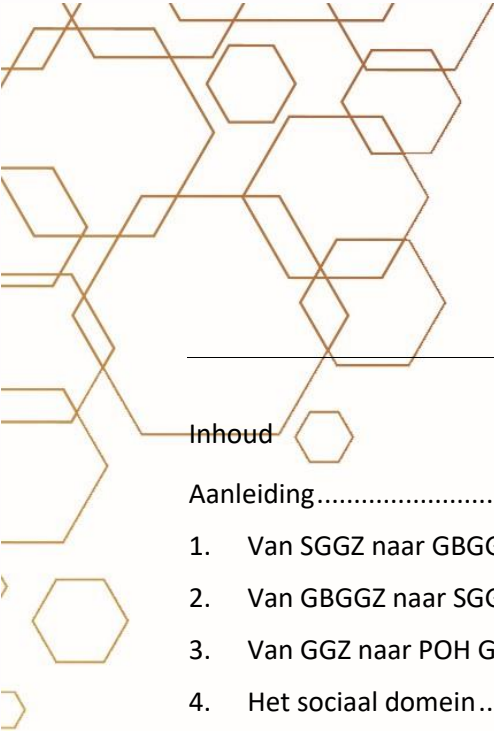 Inhoud
Aanleiding......................
1. Van SGGZ naar GBGG
2. Van GBGGZ naar SGG
3. Van GGZ naar POH G
4. Het sociaal domein..